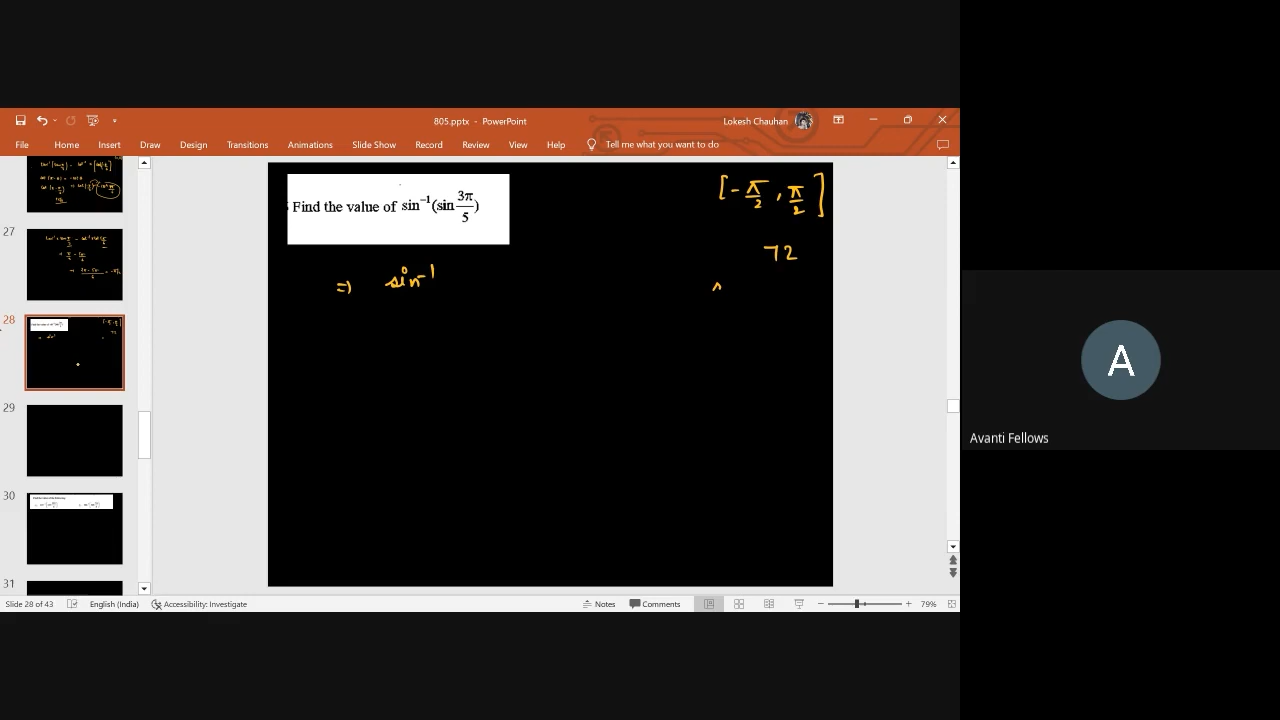 805.pptx - PowerPoint
Lokesh Chauhan
File Home Insert Draw Design Transitions Animations Slide Show Record Review View Help Tell me what you want to do
Find the value of sin⁻¹(sin 3π/5)
[-π/2, π/2]
72
⇒ sin⁻¹
27
28
29
30
31
A
Avanti Fellows
Slide 28 of 43 English (India) Accessibility: Investigate Notes Comments 79%